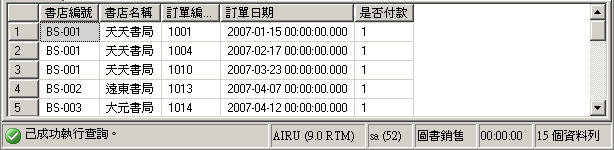 書店編號 書店名稱 訂單編... 訂單日期 是否付款
1 BS-001 天天書局 1001 2007-01-15 00:00:00.000 1
2 BS-001 天天書局 1004 2007-02-17 00:00:00.000 1
3 BS-001 天天書局 1010 2007-03-23 00:00:00.000 1
4 BS-002 遠東書局 1013 2007-04-07 00:00:00.000 1
5 BS-003 大元書局 1014 2007-04-12 00:00:00.000 1
已成功執行查詢。 AIRU (9.0 RTM) sa (52) 圖書銷售 00:00:00 15 個資料列